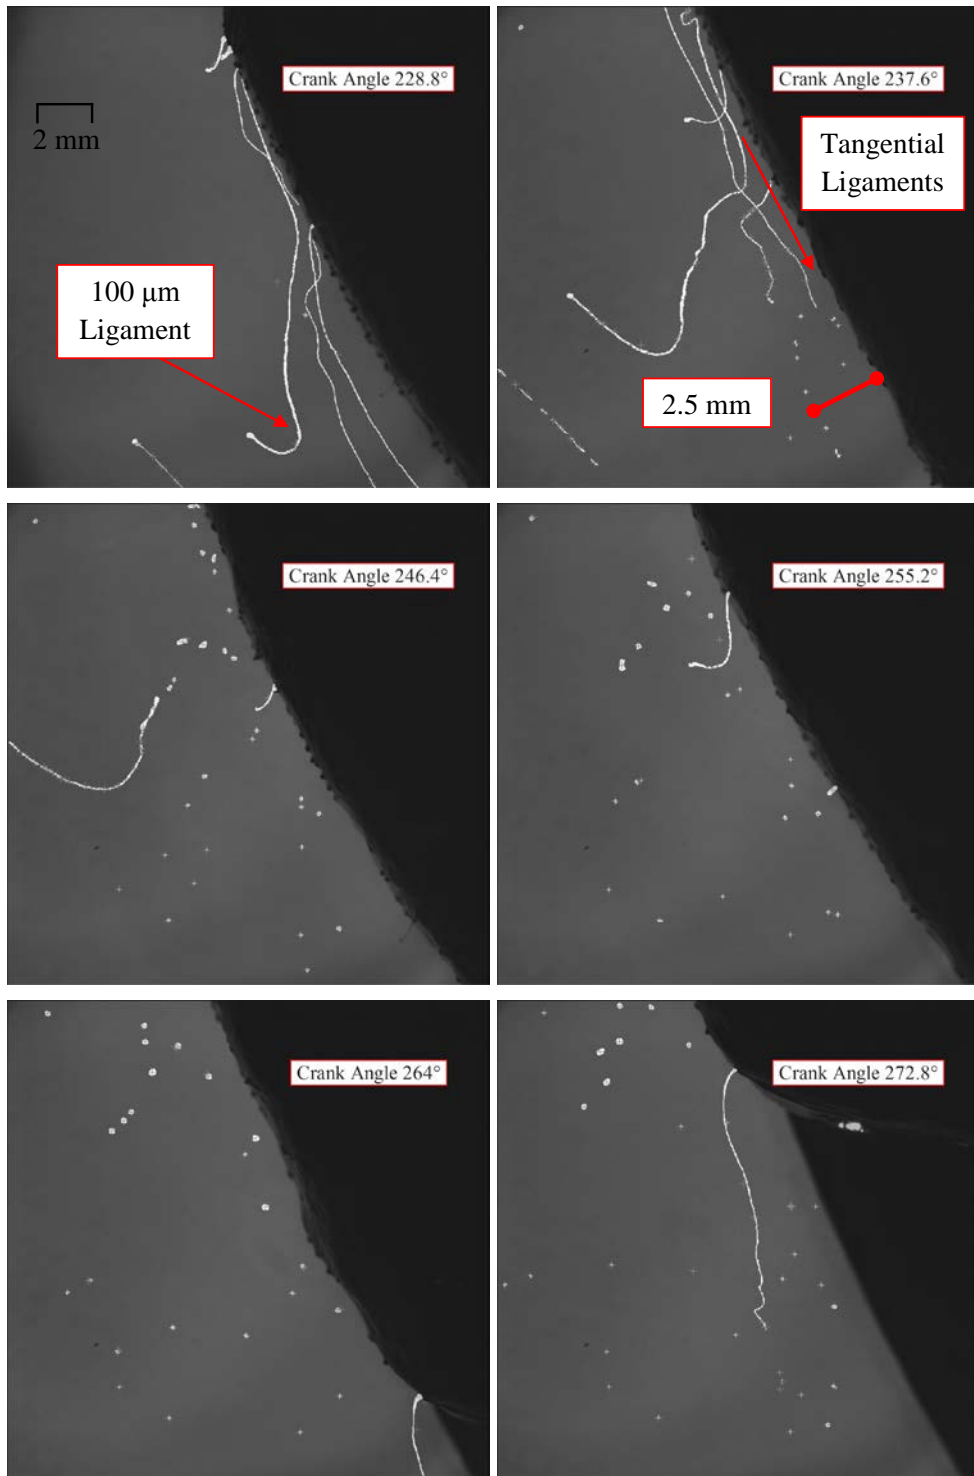 Crank Angle 228.8°
2 mm
100 μm
Ligament
Crank Angle 237.6°
Tangential
Ligaments
2.5 mm
Crank Angle 246.4°
Crank Angle 255.2°
Crank Angle 264°
Crank Angle 272.8°